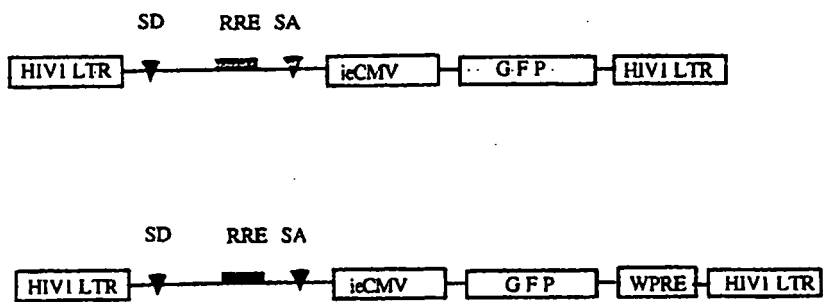 SD RRE SA
HIV1 LTR ieCMV GFP HIV1 LTR
SD RRE SA
HIV1 LTR ieCMV GFP WPRE HIV1 LTR